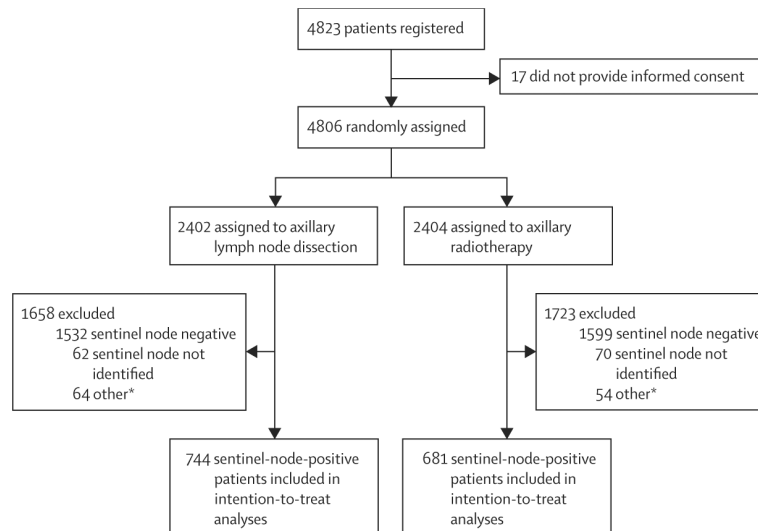 4823 patients registered
17 did not provide informed consent
4806 randomly assigned
2402 assigned to axillary
lymph node dissection
2404 assigned to axillary
radiotherapy
1658 excluded
1532 sentinel node negative
62 sentinel node not
identified
64 other*
1723 excluded
1599 sentinel node negative
70 sentinel node not
identified
54 other*
744 sentinel-node-positive
patients included in
intention-to-treat
analyses
681 sentinel-node-positive
patients included in
intention-to-treat
analyses